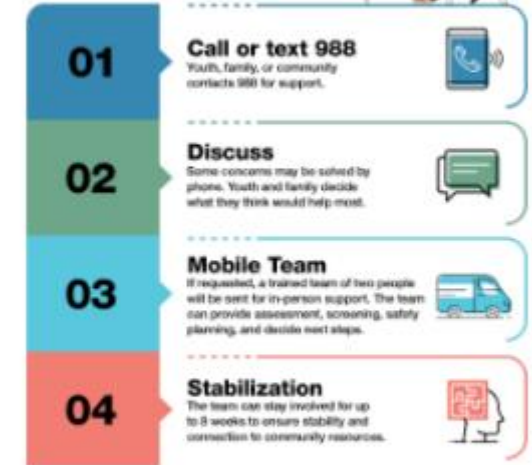 01
Call or text 988
Youth, family, or community
contacts 988 for support.
02
Discuss
Some concerns may be solved by
phone. Youth and family decide
what they think would help most.
03
Mobile Team
If requested, a trained team of two people
will be sent for in-person support. The team
can provide assessment, screening, safety
planning, and decide next steps.
04
Stabilization
The team can stay involved for up
to 8 weeks to ensure stability and
connection to community resources.